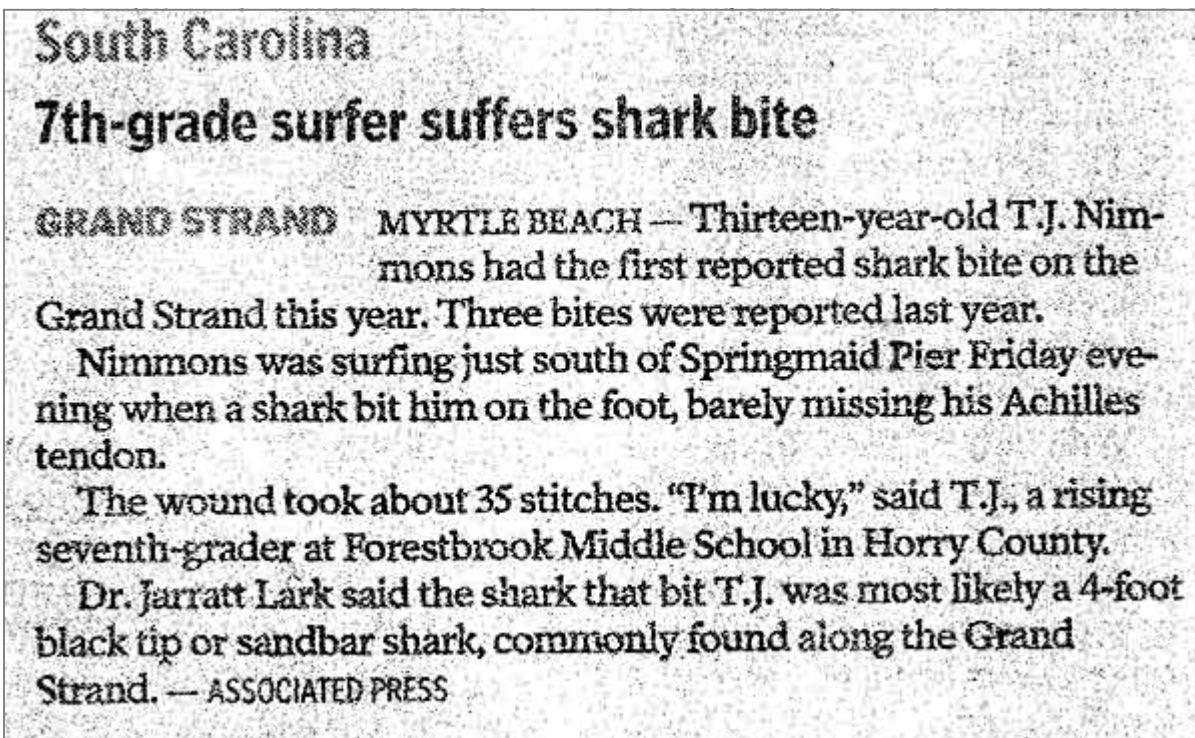 South Carolina
7th-grade surfer suffers shark bite
GRAND STRAND MYRTLE BEACH — Thirteen-year-old T.J. Nim-
mons had the first reported shark bite on the
Grand Strand this year. Three bites were reported last year.
Nimmons was surfing just south of Springmaid Pier Friday eve-
ning when a shark bit him on the foot, barely missing his Achilles
tendon.
The wound took about 35 stitches. “I’m lucky,” said T.J., a rising
seventh-grader at Forestbrook Middle School in Horry County.
Dr. Jarratt Lark said the shark that bit T.J. was most likely a 4-foot
black tip or sandbar shark, commonly found along the Grand
Strand. — ASSOCIATED PRESS